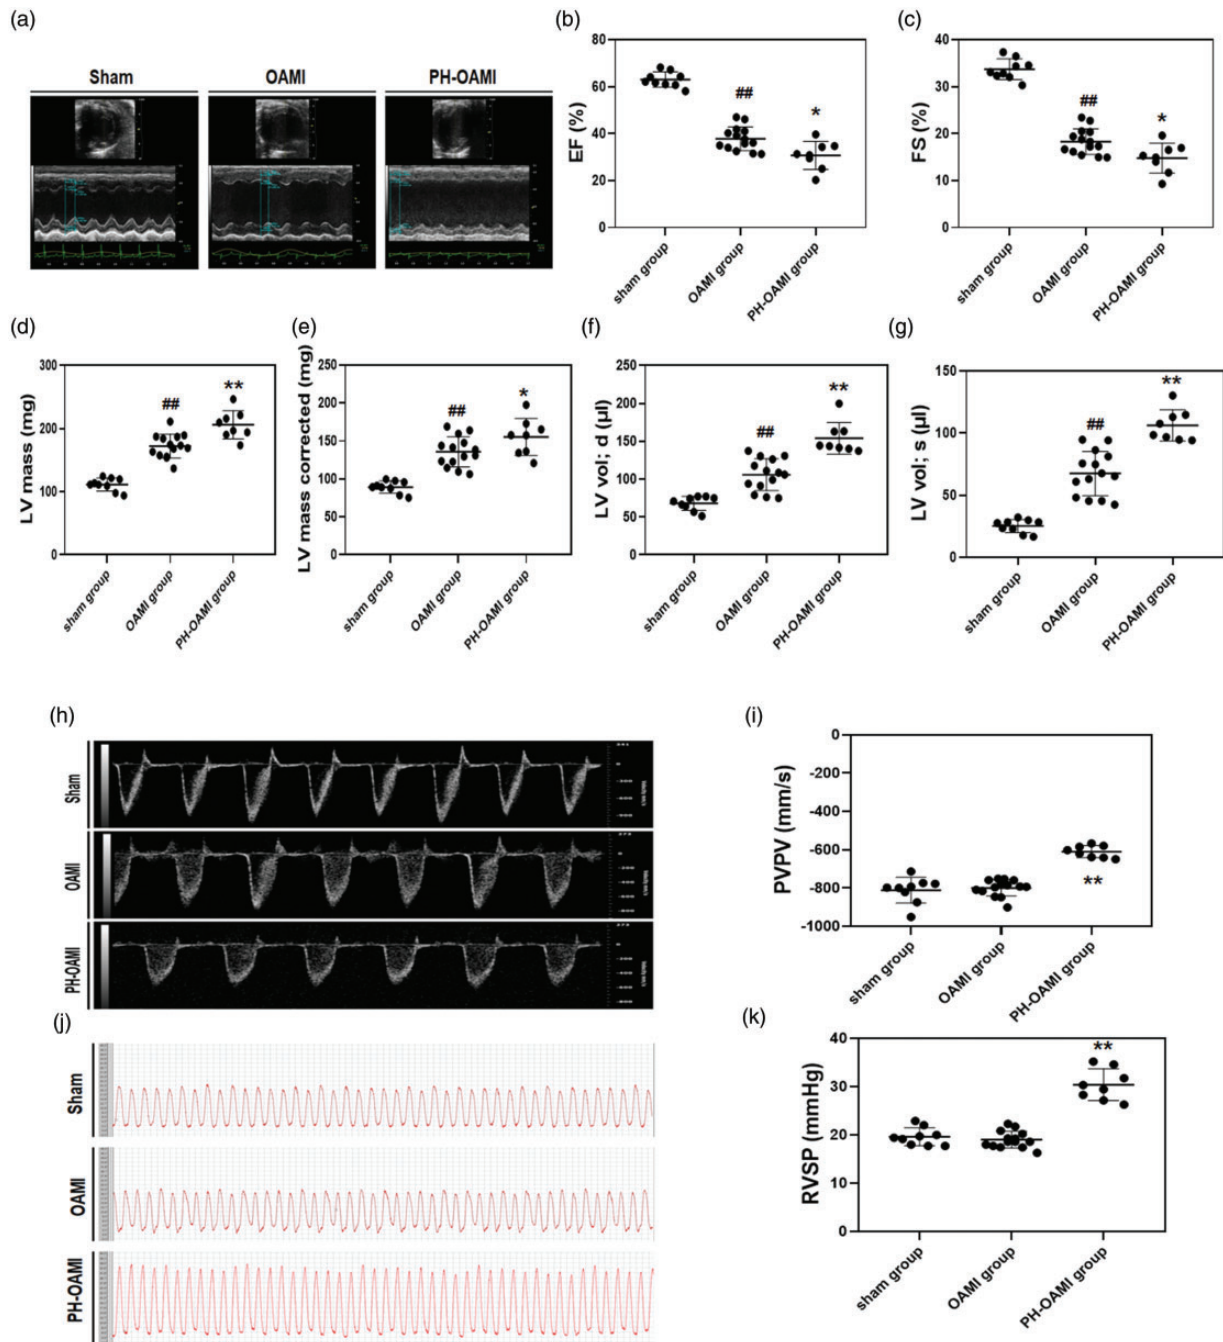 (a)
Sham
OAMI
PH-OAMI
(b)
EF (%)
80
60
40
20
0
##
*
sham group
OAMI group
PH-OAMI group
(c)
FS (%)
40
30
20
10
0
##
*
sham group
OAMI group
PH-OAMI group
(d)
LV mass (mg)
300
200
100
0
##
**
sham group
OAMI group
PH-OAMI group
(e)
LV mass corrected (mg)
250
200
150
100
50
0
##
*
sham group
OAMI group
PH-OAMI group
(f)
LV vol; d (µl)
250
200
150
100
50
0
##
**
sham group
OAMI group
PH-OAMI group
(g)
LV vol; s (µl)
150
100
50
0
##
**
sham group
OAMI group
PH-OAMI group
(h)
Sham
OAMI
PH-OAMI
(i)
PVPV (mm/s)
0
-200
-400
-600
-800
-1000
**
sham group
OAMI group
PH-OAMI group
(j)
Sham
OAMI
PH-OAMI
(k)
RVSP (mmHg)
40
30
20
10
0
**
sham group
OAMI group
PH-OAMI group